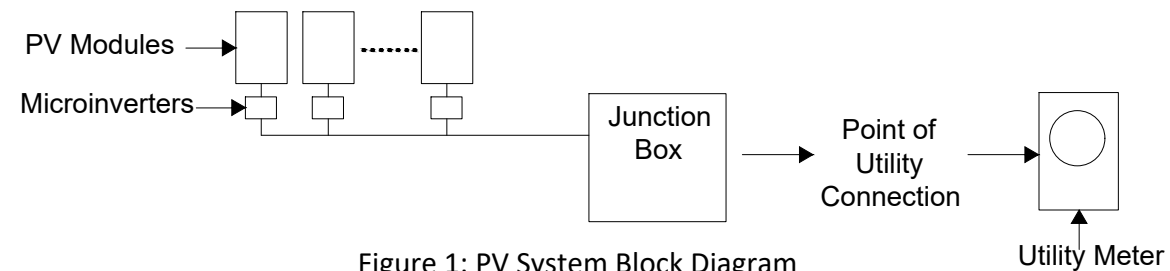 PV Modules
Microinverters
Junction
Box
Point of
Utility
Connection
Utility Meter
Figure 1: PV System Block Diagram